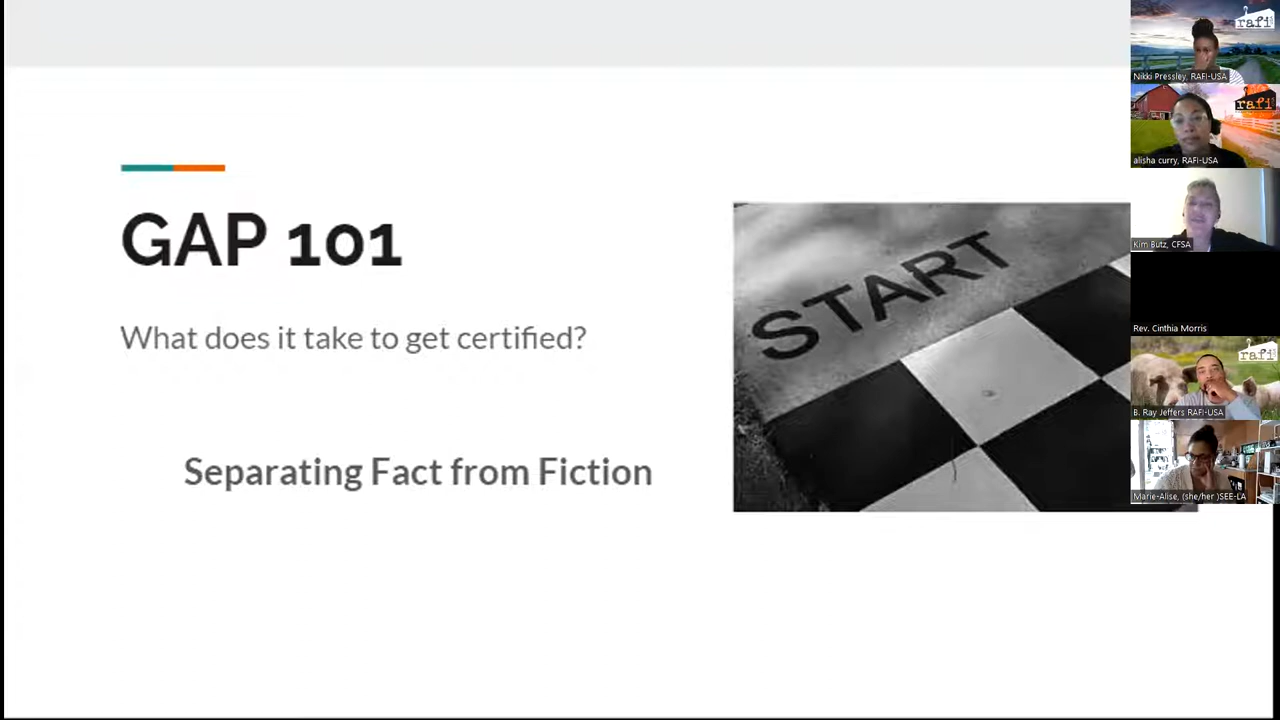 GAP 101
What does it take to get certified?
Separating Fact from Fiction
START
rafi
Nikki Pressley, RAFI-USA
rafi
alisha curry, RAFI-USA
Kim Butz, CFSA
Rev. Cinthia Morris
rafi
B. Ray Jeffers RAFI-USA
Marie-Alise, (she/her )SEE-LA